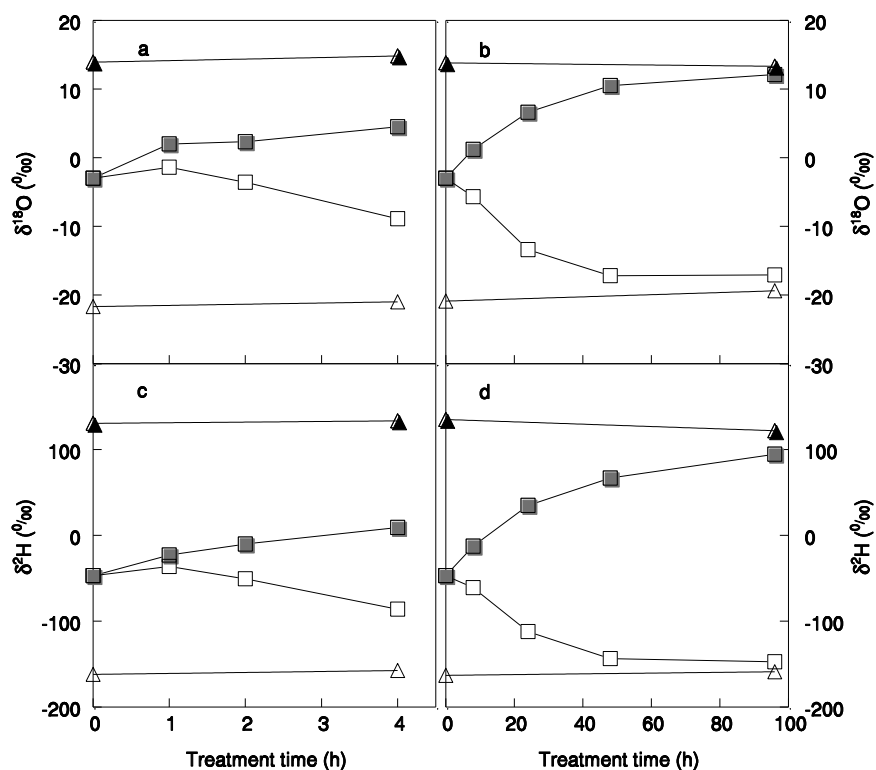 20 20
a b
10 10
0 0
δ¹⁸O (⁰/₀₀) δ¹⁸O (⁰/₀₀)
-10 -10
-20 -20
-30 -30
c d
100 100
0 0
δ²H (⁰/₀₀) δ²H (⁰/₀₀)
-100 -100
-200 -200
0 1 2 3 4 0 20 40 60 80 100
Treatment time (h) Treatment time (h)